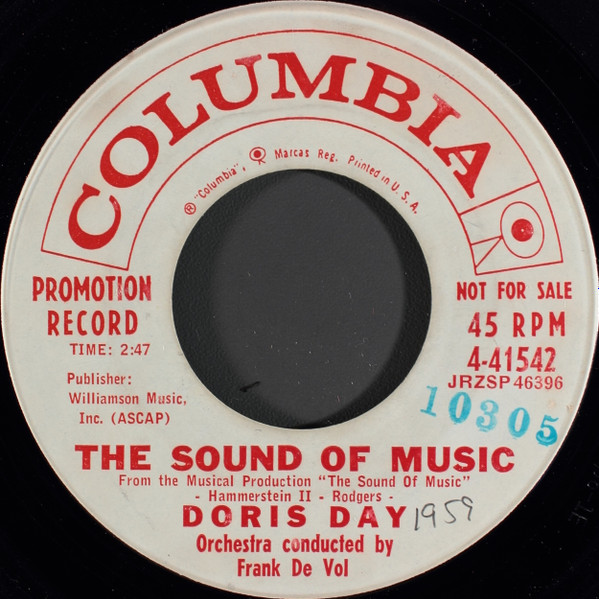 COLUMBIA
® "Columbia", Marcas Reg. Printed in U. S. A.
PROMOTION
RECORD
TIME: 2:47
Publisher:
Williamson Music,
Inc. (ASCAP)
NOT FOR SALE
45 RPM
4-41542
JRZSP 46396
10305
THE SOUND OF MUSIC
From the Musical Production "The Sound Of Music"
- Hammerstein II - Rodgers -
DORIS DAY
1959
Orchestra conducted by
Frank De Vol